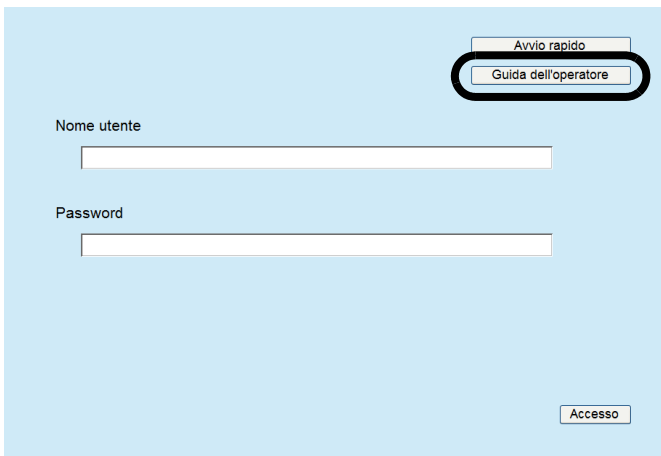 Avvio rapido
Guida dell'operatore
Nome utente
Password
Accesso